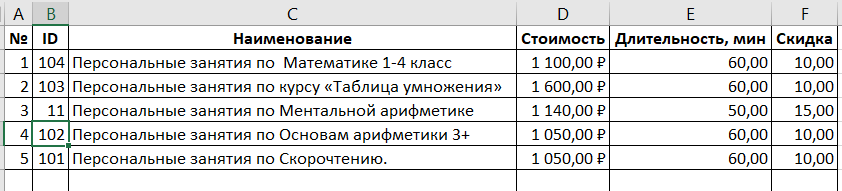 A B C D E F
№ ID Наименование Стоимость Длительность, мин Скидка
1 104 Персональные занятия по  Математике 1-4 класс 1 100,00 ₽ 60,00 10,00
2 103 Персональные занятия по курсу «Таблица умножения» 1 600,00 ₽ 60,00 10,00
3 11 Персональные занятия по Ментальной арифметике 1 140,00 ₽ 50,00 15,00
4 102 Персональные занятия по Основам арифметики 3+ 1 050,00 ₽ 60,00 10,00
5 101 Персональные занятия по Скорочтению. 1 050,00 ₽ 60,00 10,00